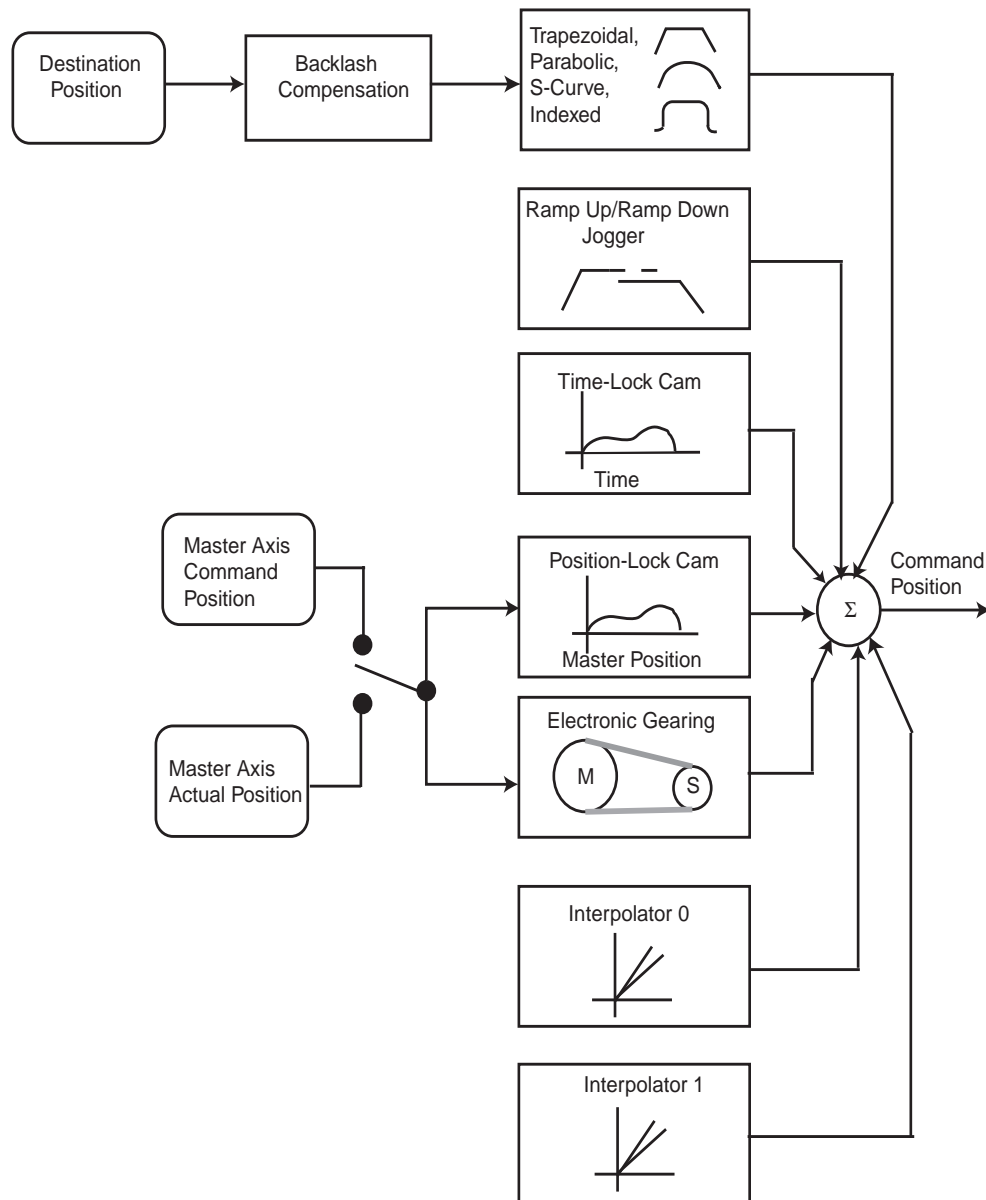 Destination
Position
Backlash
Compensation
Trapezoidal,
Parabolic,
S-Curve,
Indexed
Ramp Up/Ramp Down
Jogger
Time-Lock Cam
Time
Master Axis
Command
Position
Position-Lock Cam
Master Position
Σ
Command
Position
Master Axis
Actual Position
Electronic Gearing
M
S
Interpolator 0
Interpolator 1